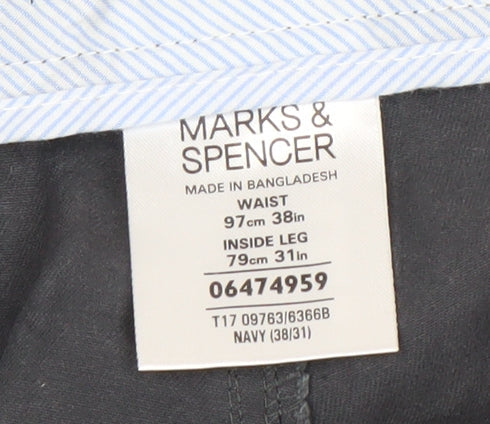 MARKS &
SPENCER
MADE IN BANGLADESH
WAIST
97cm 38in
INSIDE LEG
79cm 31in
06474959
T17 09763/6366B
NAVY (38/31)